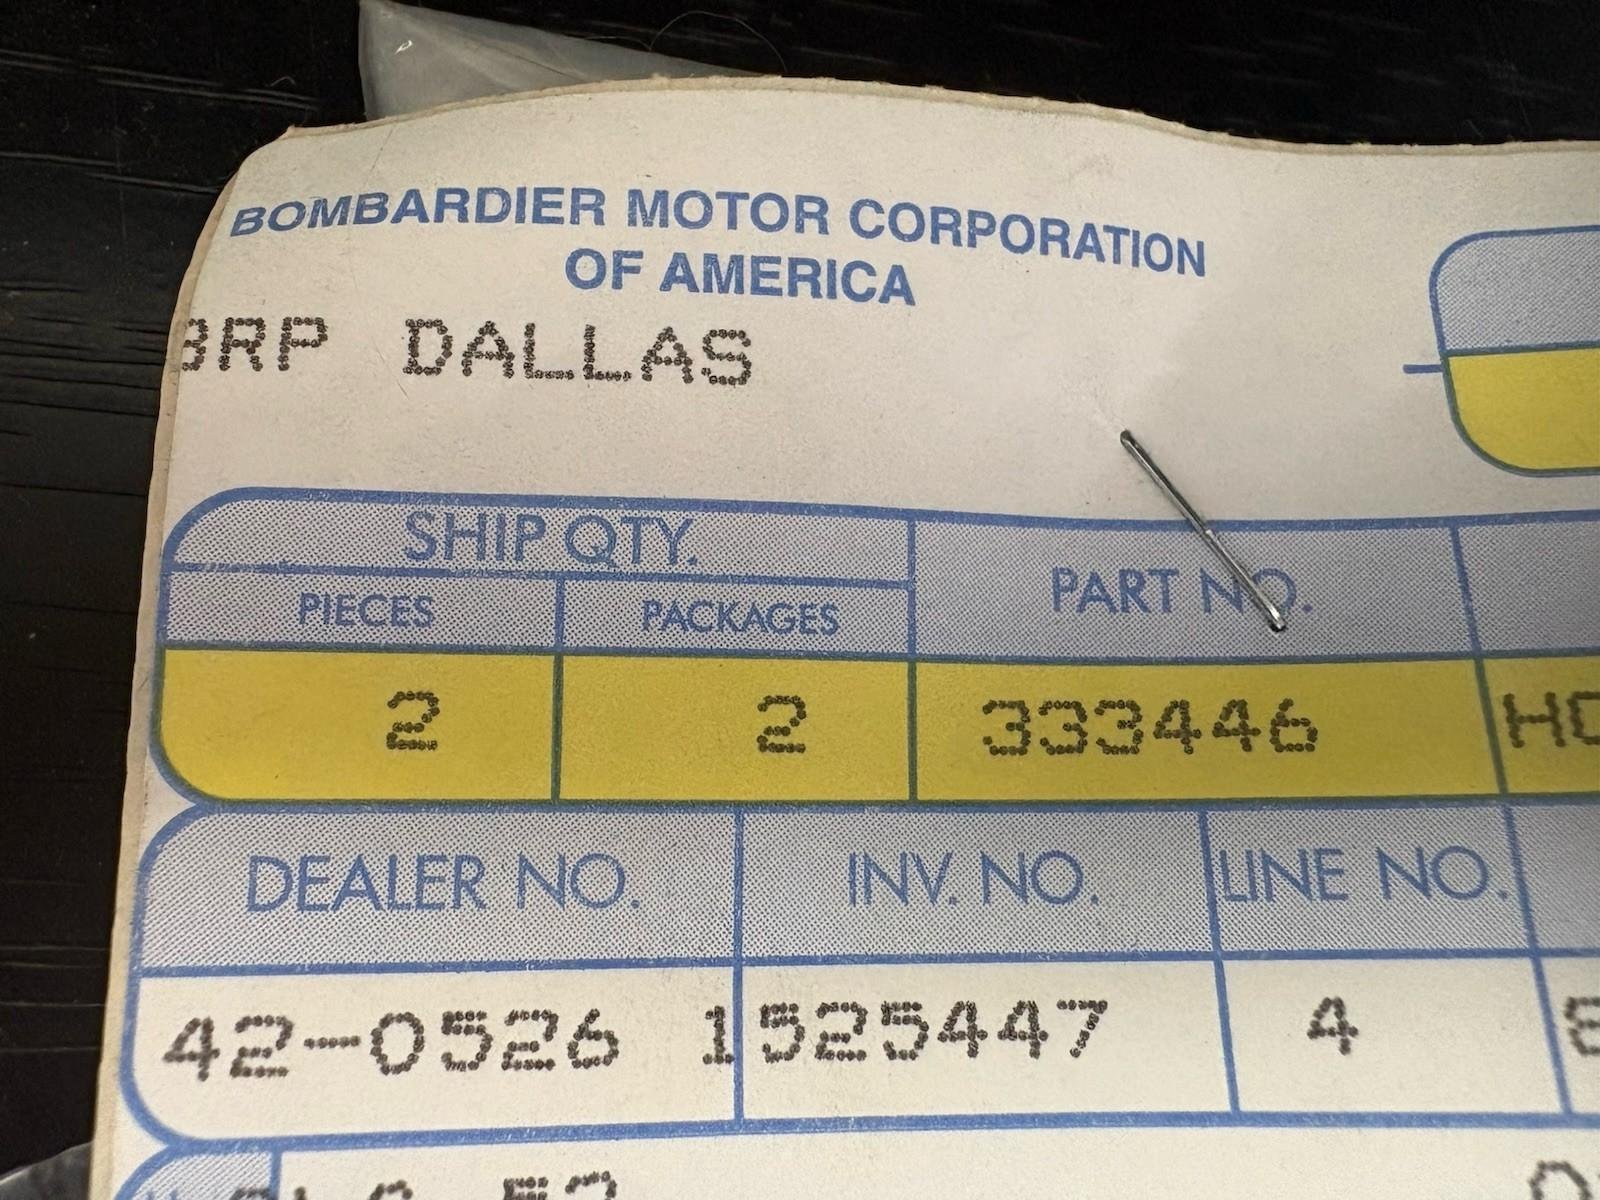 BOMBARDIER MOTOR CORPORATION
OF AMERICA
BRP DALLAS
SHIP QTY.
PIECES PACKAGES PART NO.
2 2 333446
DEALER NO. INV. NO. LINE NO.
42-0526 1525447 4